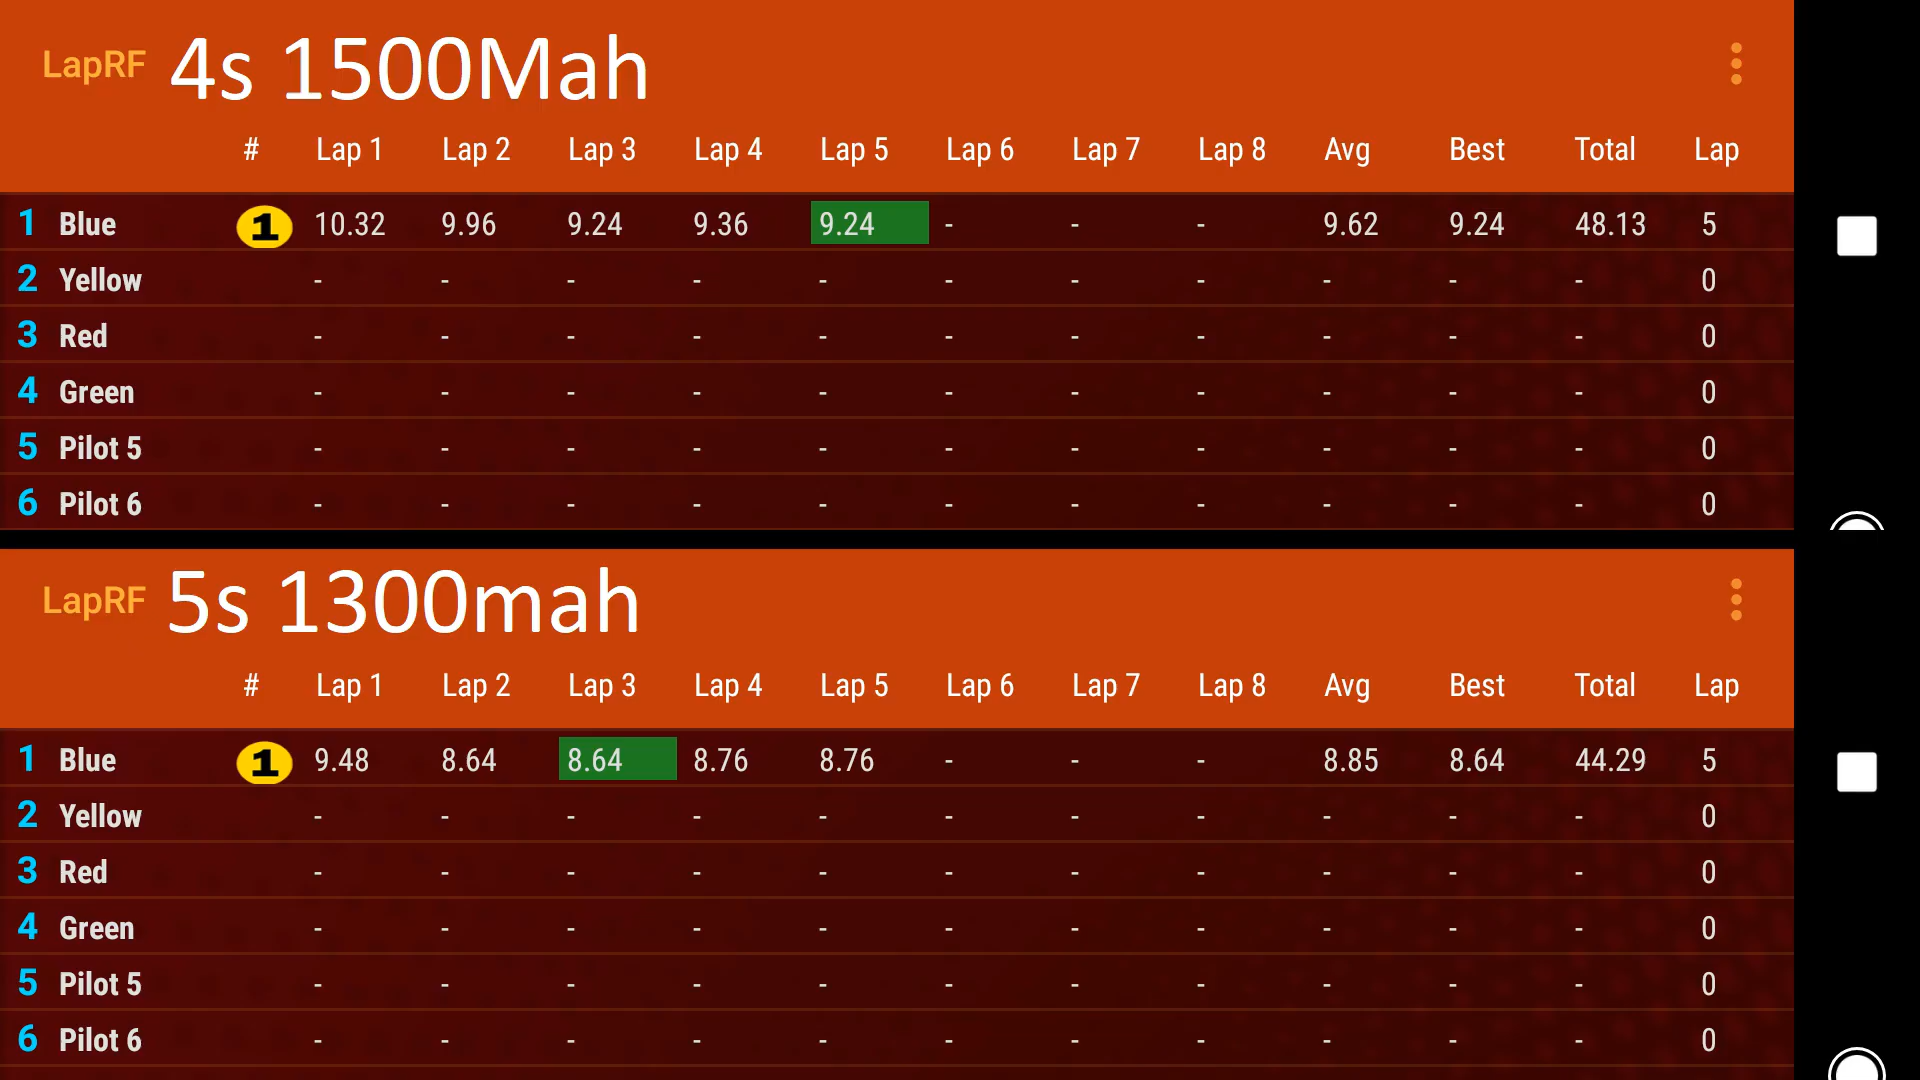 LapRF 4s 1500Mah
# Lap 1 Lap 2 Lap 3 Lap 4 Lap 5 Lap 6 Lap 7 Lap 8 Avg Best Total Lap
1 Blue 1 10.32 9.96 9.24 9.36 9.24 - - - 9.62 9.24 48.13 5
2 Yellow - - - - - - - - - - - 0
3 Red - - - - - - - - - - - 0
4 Green - - - - - - - - - - - 0
5 Pilot 5 - - - - - - - - - - - 0
6 Pilot 6 - - - - - - - - - - - 0
LapRF 5s 1300mah
# Lap 1 Lap 2 Lap 3 Lap 4 Lap 5 Lap 6 Lap 7 Lap 8 Avg Best Total Lap
1 Blue 1 9.48 8.64 8.64 8.76 8.76 - - - 8.85 8.64 44.29 5
2 Yellow - - - - - - - - - - - 0
3 Red - - - - - - - - - - - 0
4 Green - - - - - - - - - - - 0
5 Pilot 5 - - - - - - - - - - - 0
6 Pilot 6 - - - - - - - - - - - 0